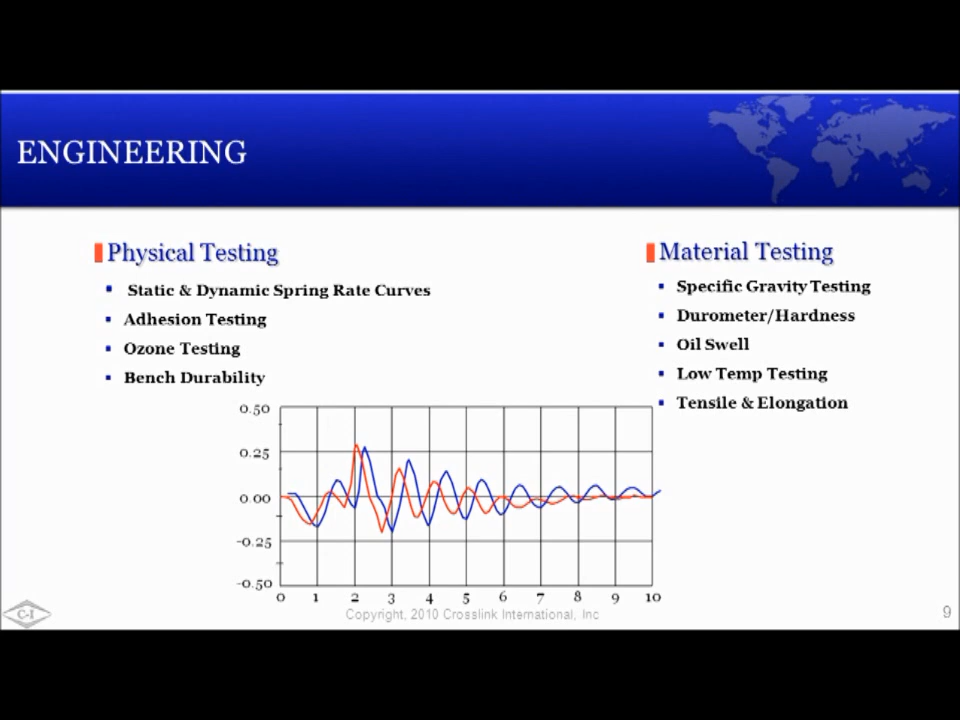 ENGINEERING
Physical Testing
Static & Dynamic Spring Rate Curves
Adhesion Testing
Ozone Testing
Bench Durability
Material Testing
Specific Gravity Testing
Durometer/Hardness
Oil Swell
Low Temp Testing
Tensile & Elongation
0.50
0.25
0.00
-0.25
-0.50
0 1 2 3 4 5 6 7 8 9 10
C-I
Copyright, 2010 Crosslink International, Inc
9